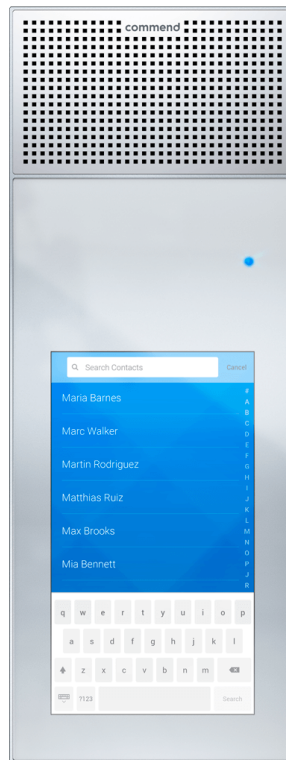 commend
Search Contacts Cancel
Maria Barnes
Marc Walker
Martin Rodriguez
Matthias Ruiz
Max Brooks
Mia Bennett
#
A
B
C
D
E
F
G
H
I
J
K
L
M
N
O
P
J
R
q w e r t y u i o p
a s d f g h j k l
z x c v b n m
?123 Search